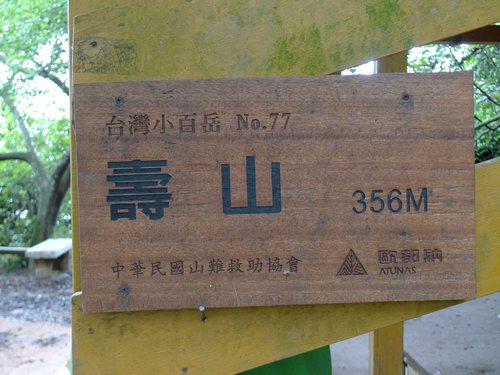 台灣小百岳 No.77
壽山 356M
中華民國山難救助協會
歐都納
ATUNAS